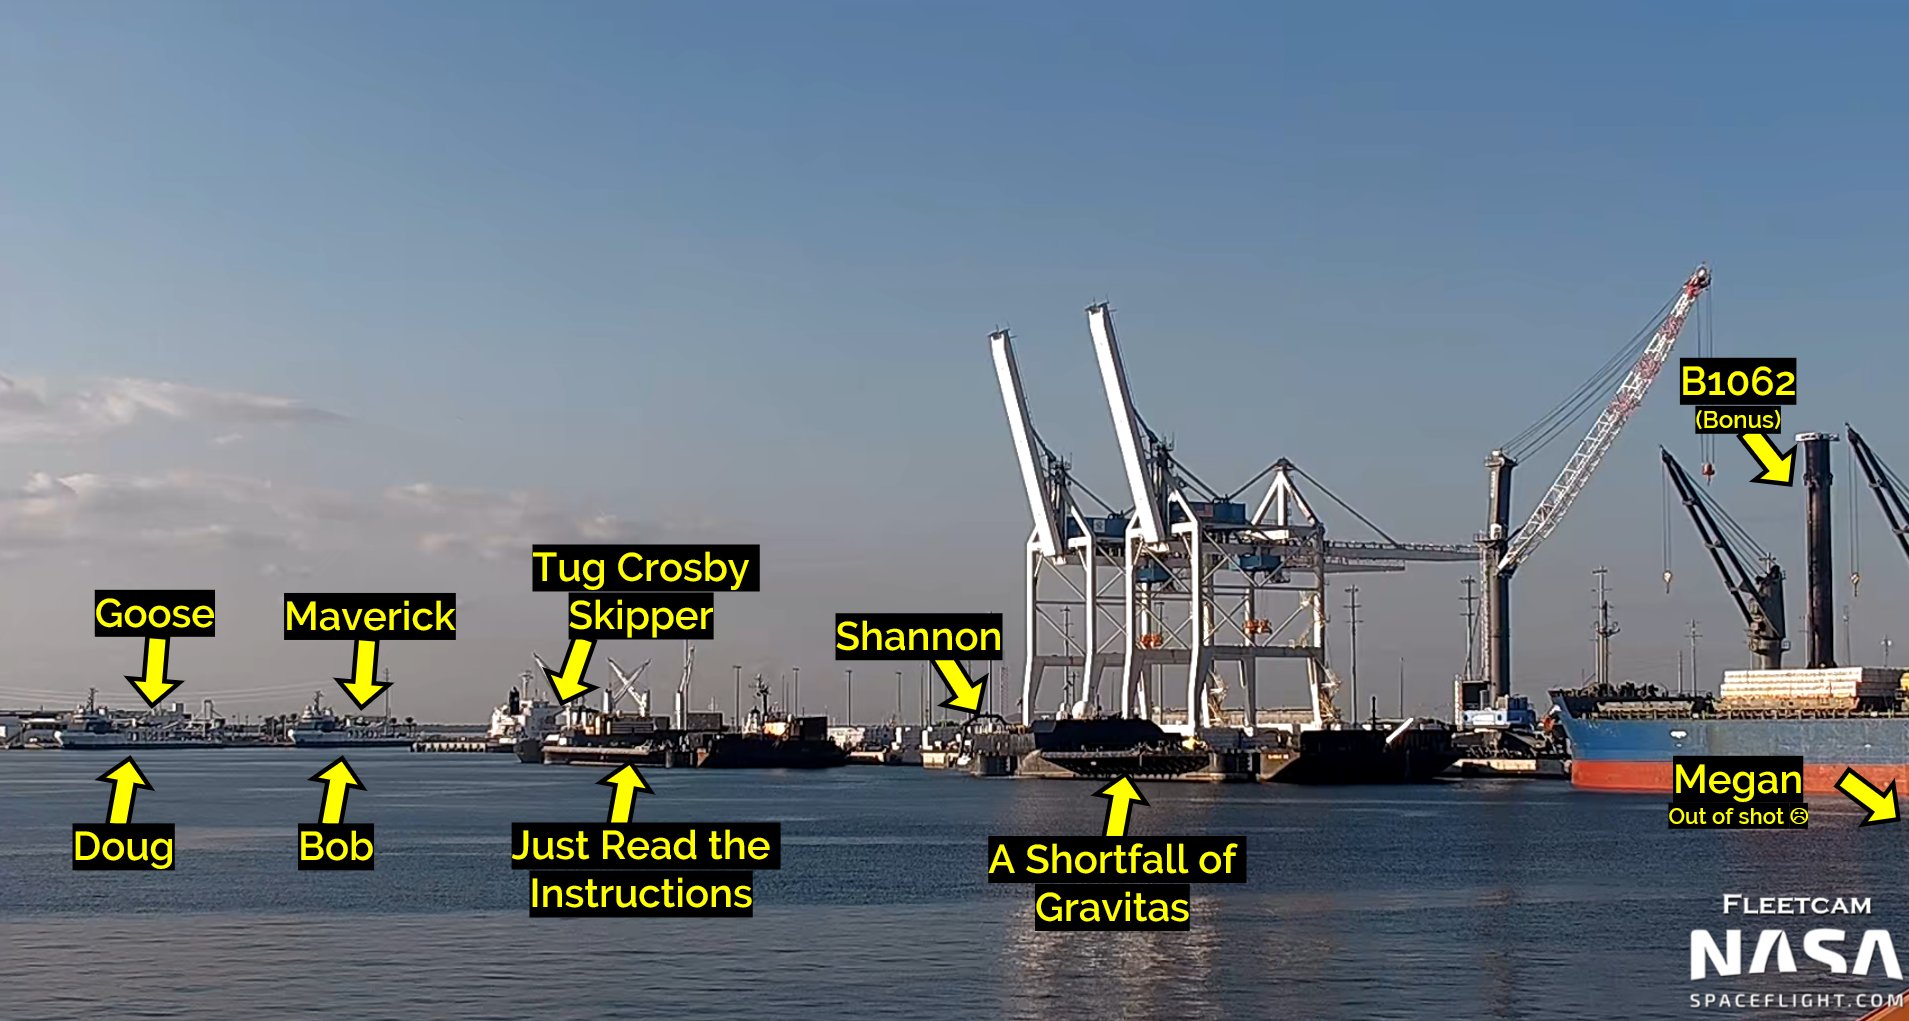 B1062
(Bonus)
Tug Crosby
Skipper
Goose
Maverick
Shannon
Doug
Bob
Just Read the
Instructions
A Shortfall of
Gravitas
Megan
Out of shot ☹
FLEETCAM
NASA
SPACEFLIGHT.COM